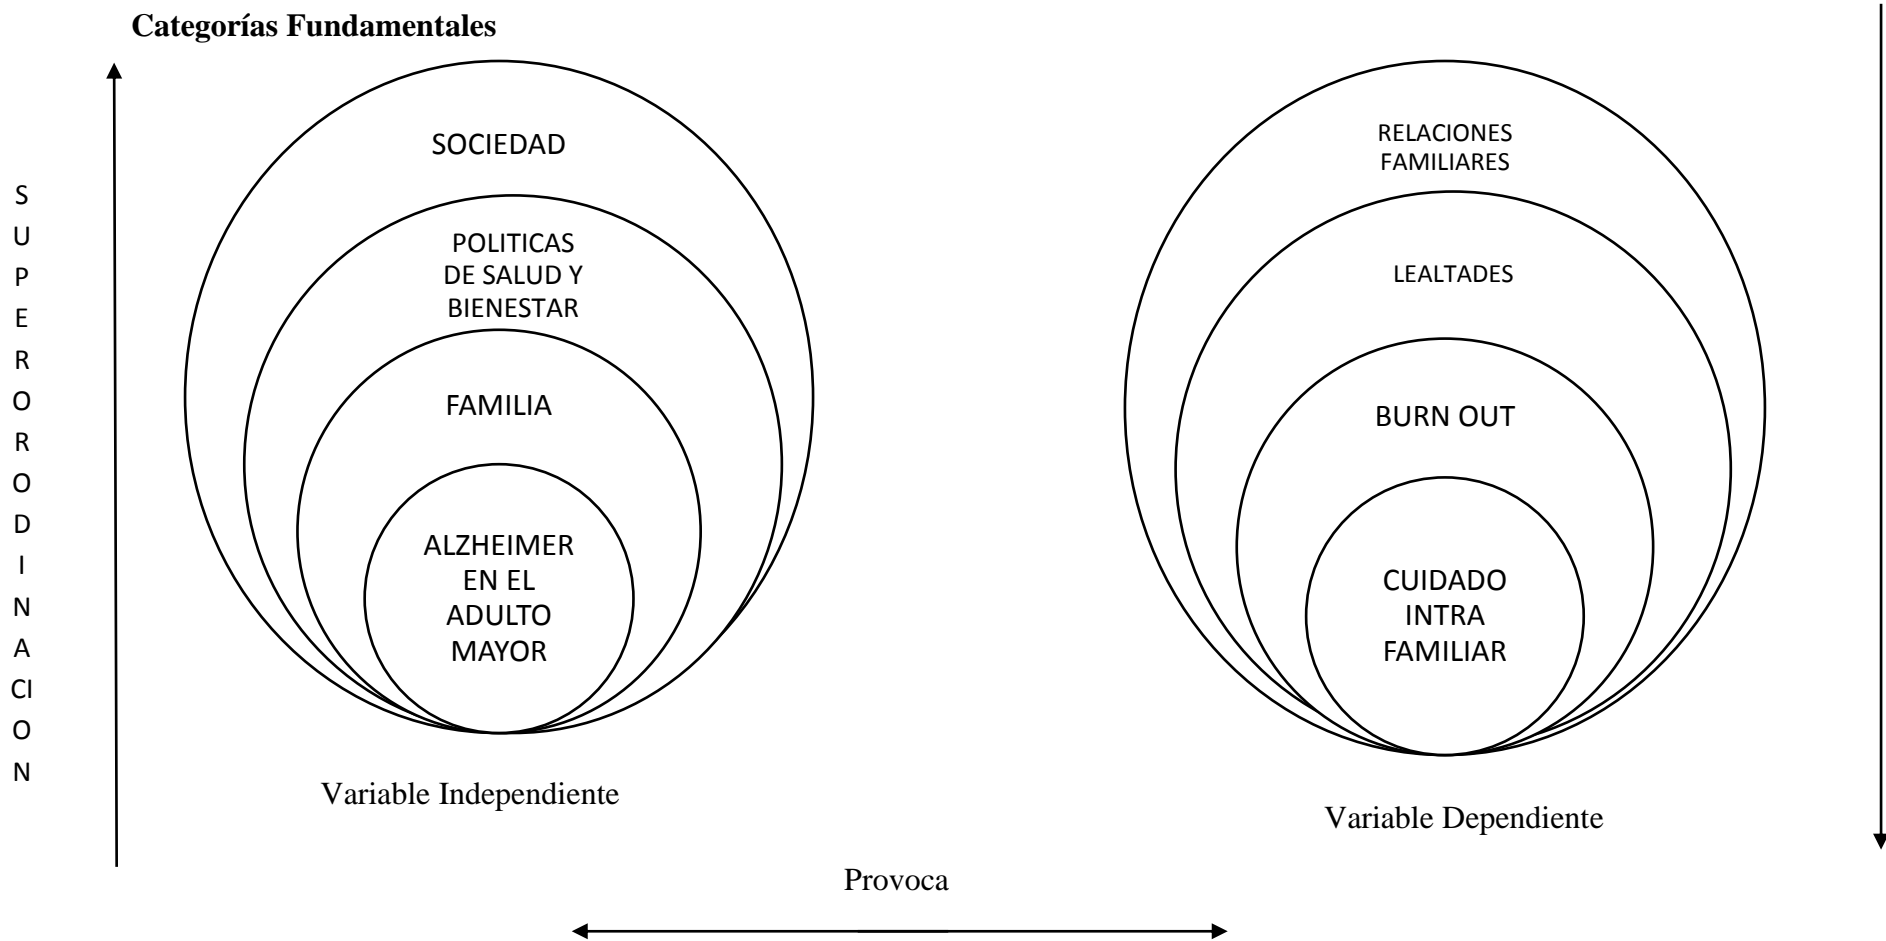 Categorías Fundamentales
S
U
P
E
R
O
R
O
D
I
N
A
CI
O
N
SOCIEDAD
POLITICAS
DE SALUD Y
BIENESTAR
FAMILIA
ALZHEIMER
EN EL
ADULTO
MAYOR
Variable Independiente
RELACIONES
FAMILIARES
LEALTADES
BURN OUT
CUIDADO
INTRA
FAMILIAR
Variable Dependiente
Provoca